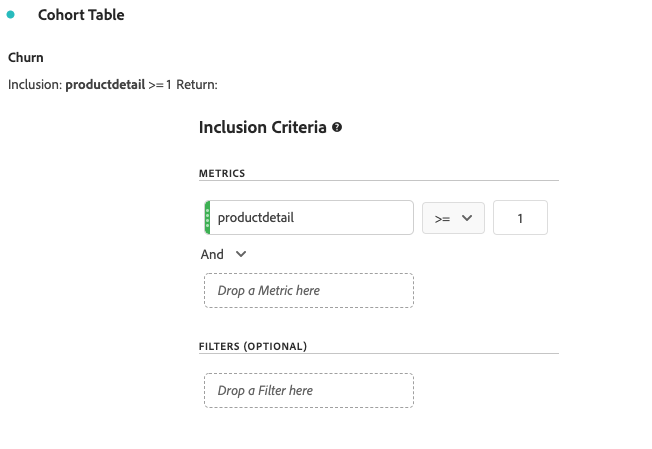 Cohort Table
Churn
Inclusion: productdetail >= 1 Return:
Inclusion Criteria ?
METRICS
productdetail >= 1
And
Drop a Metric here
FILTERS (OPTIONAL)
Drop a Filter here